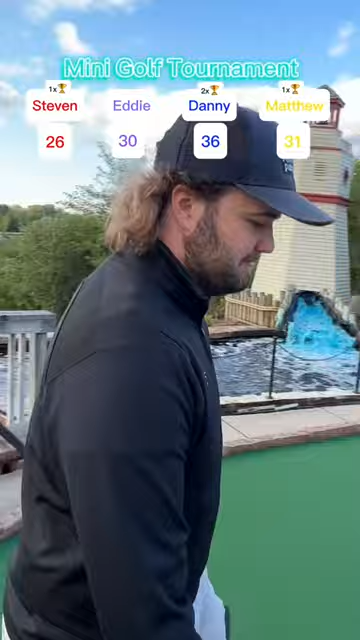 Mini Golf Tournament
1x🏆 2x🏆 1x🏆
Steven Eddie Danny Matthew
26 30 36 31